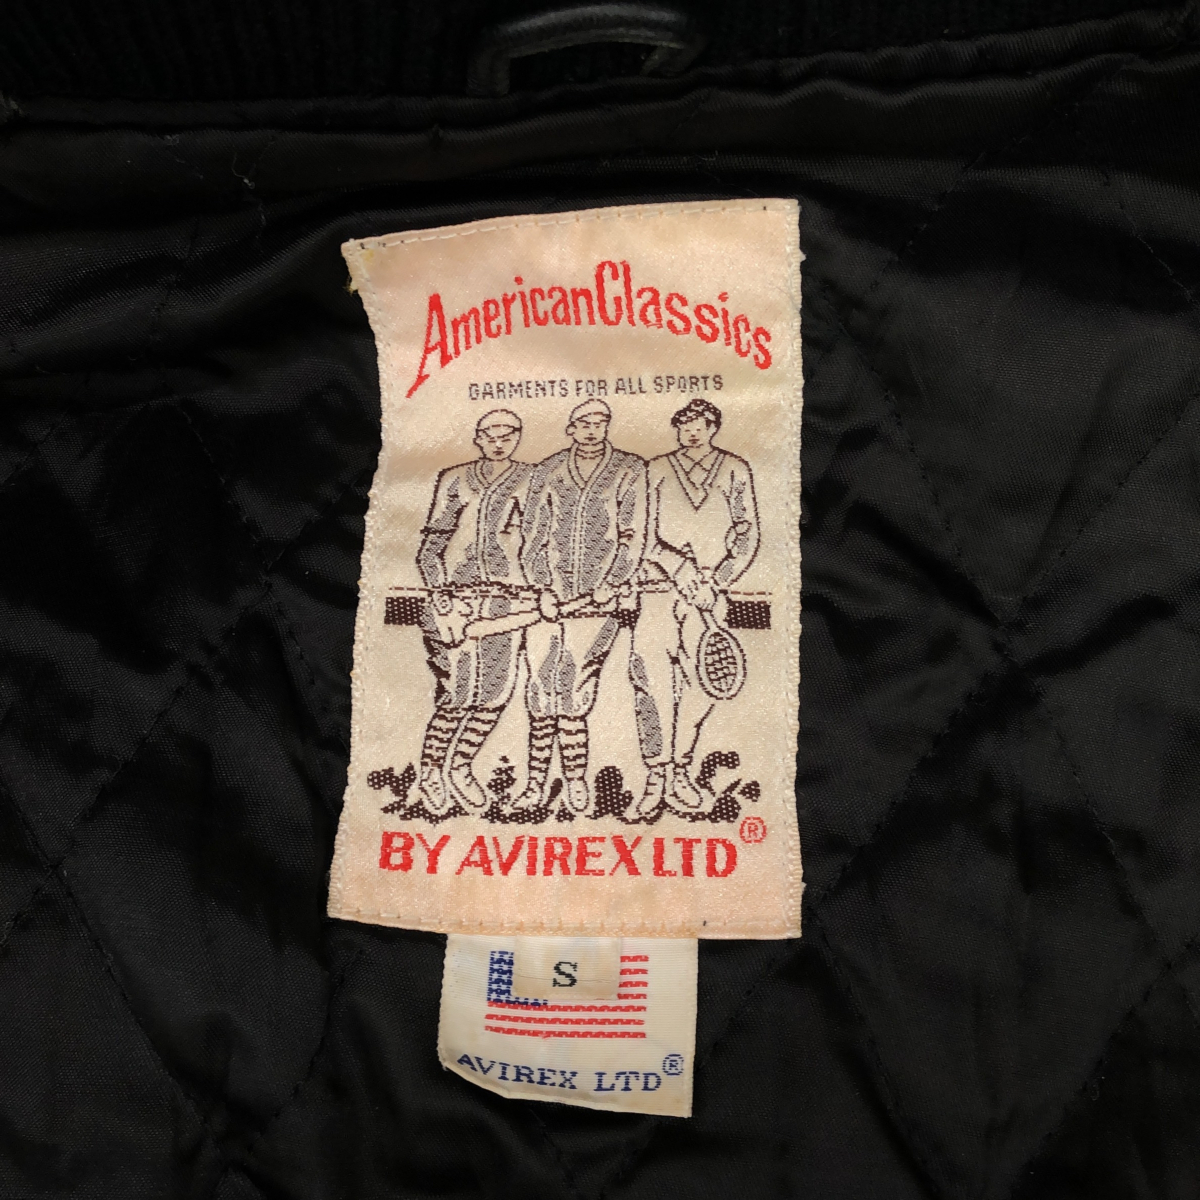 AmericanClassics
GARMENTS FOR ALL SPORTS
A
BY AVIREX LTD®
S
AVIREX LTD®